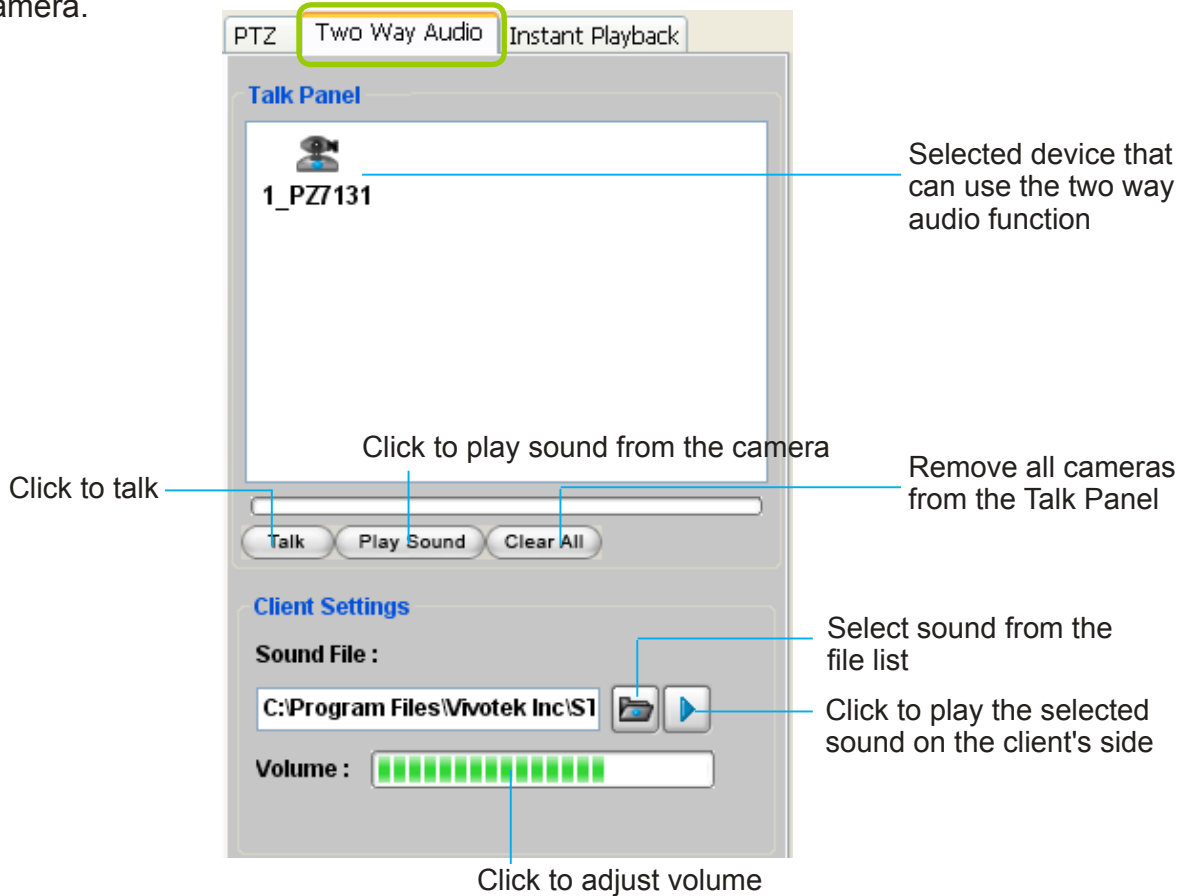 amera.
PTZ
Two Way Audio
Instant Playback
Talk Panel
1_PZ7131
Selected device that
can use the two way
audio function
Click to play sound from the camera
Click to talk
Remove all cameras
from the Talk Panel
Talk
Play Sound
Clear All
Client Settings
Sound File :
Select sound from the
file list
C:\Program Files\Vivotek Inc\ST
Click to play the selected
sound on the client's side
Volume :
Click to adjust volume